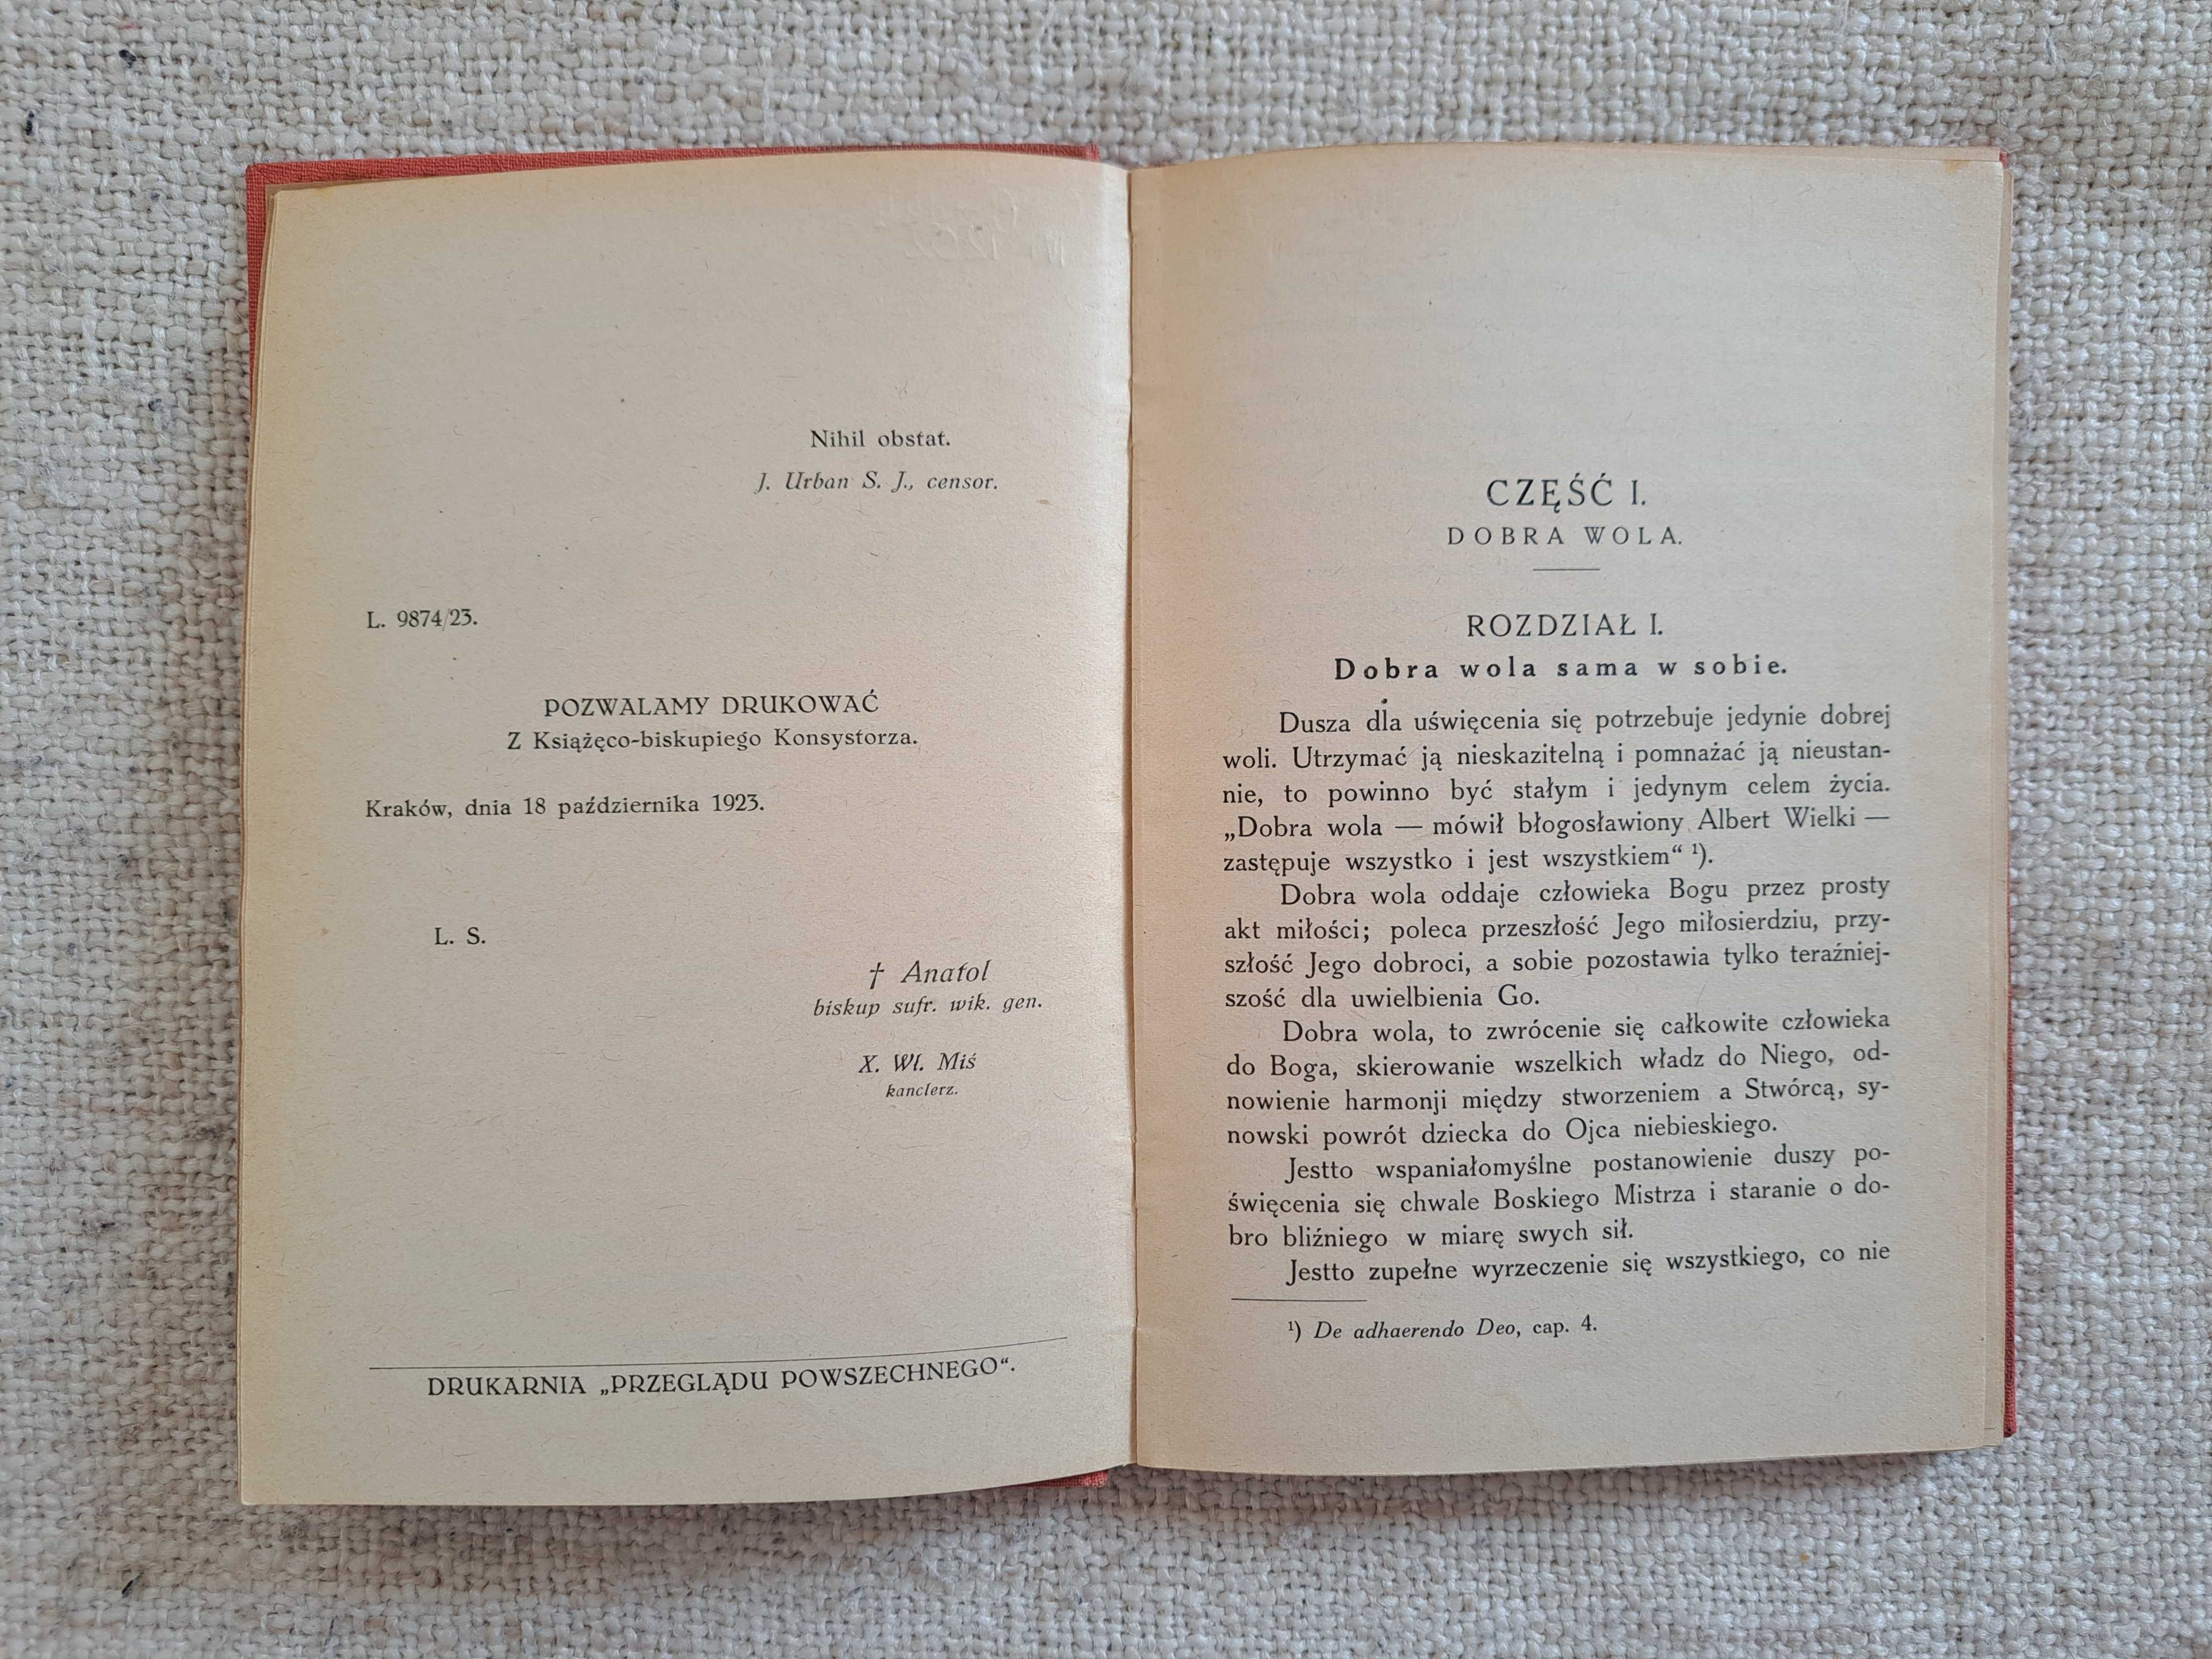 Nihil obstat.
J. Urban S. J., censor.
L. 9874/23.
POZWALAMY DRUKOWAĆ
Z Książęco-biskupiego Konsystorza.
Kraków, dnia 18 października 1923.
L. S.
† Anatol
biskup sufr. wik. gen.
X. Wł. Miś
kanclerz.
DRUKARNIA „PRZEGLĄDU POWSZECHNEGO“.
CZĘŚĆ I.
DOBRA WOLA.
ROZDZIAŁ I.
Dobra wola sama w sobie.
Dusza dla uświęcenia się potrzebuje jedynie dobrej
woli. Utrzymać ją nieskazitelną i pomnażać ją nieustan-
nie, to powinno być stałym i jedynym celem życia.
„Dobra wola — mówił błogosławiony Albert Wielki —
zastępuje wszystko i jest wszystkiem“ ¹).
Dobra wola oddaje człowieka Bogu przez prosty
akt miłości; poleca przeszłość Jego miłosierdziu, przy-
szłość Jego dobroci, a sobie pozostawia tylko teraźniej-
szość dla uwielbienia Go.
Dobra wola, to zwrócenie się całkowite człowieka
do Boga, skierowanie wszelkich władz do Niego, od-
nowienie harmonji między stworzeniem a Stwórcą, sy-
nowski powrót dziecka do Ojca niebieskiego.
Jestto wspaniałomyślne postanowienie duszy po-
święcenia się chwale Boskiego Mistrza i staranie o do-
bro bliźniego w miarę swych sił.
Jestto zupełne wyrzeczenie się wszystkiego, co nie
¹) De adhaerendo Deo, cap. 4.